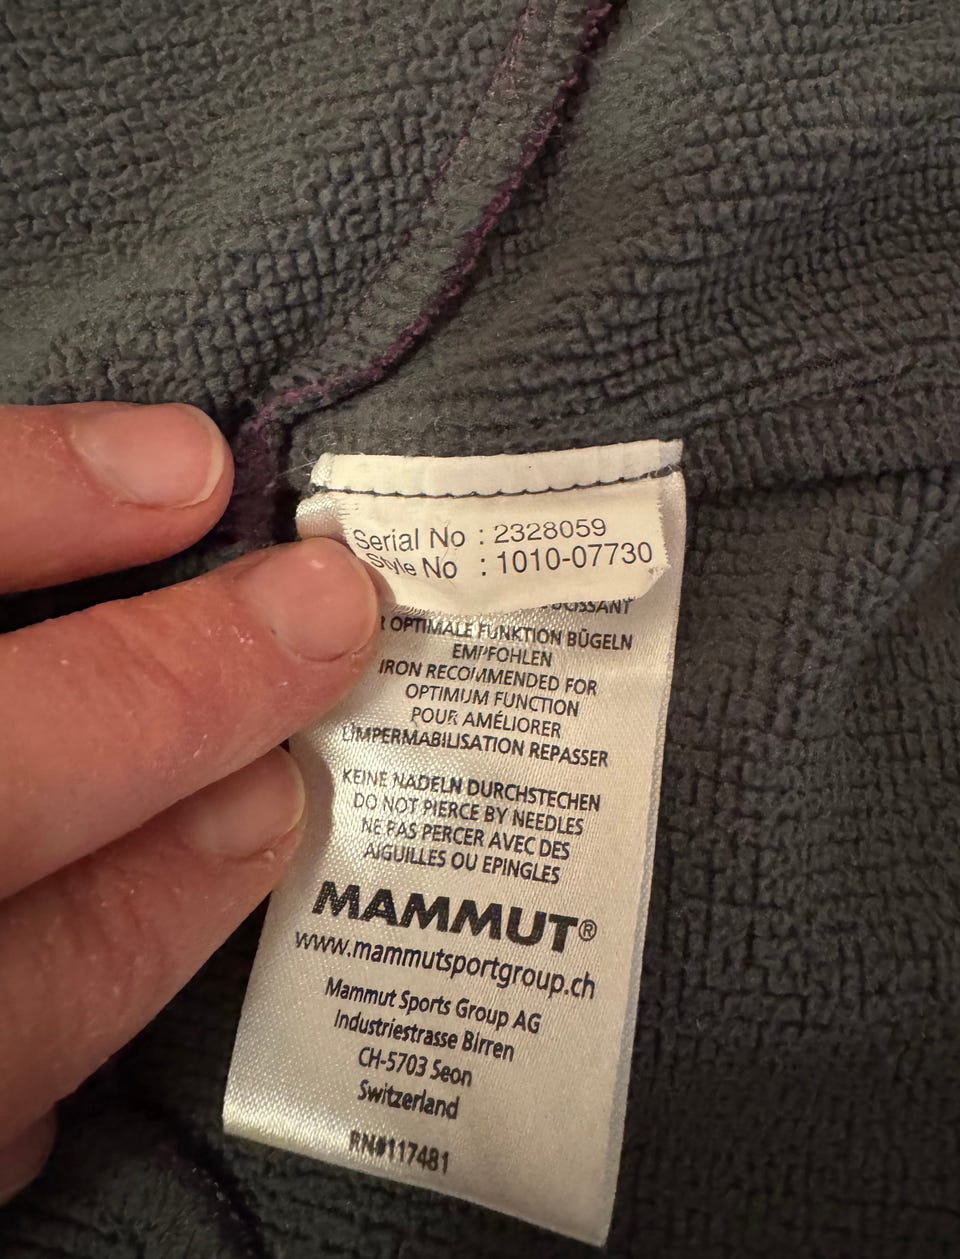 Serial No : 2328059
Style No : 1010-07730
OPTIMALE FUNKTION BÜGELN
EMPFOHLEN
IRON RECOMMENDED FOR
OPTIMUM FUNCTION
POUR AMÉLIORER
L'IMPERMABILISATION REPASSER
KEINE NADELN DURCHSTECHEN
DO NOT PIERCE BY NEEDLES
NE PAS PERCER AVEC DES
AIGUILLES OU EPINGLES
MAMMUT®
www.mammutsportgroup.ch
Mammut Sports Group AG
Industriestrasse Birren
CH-5703 Seon
Switzerland
RN#117481